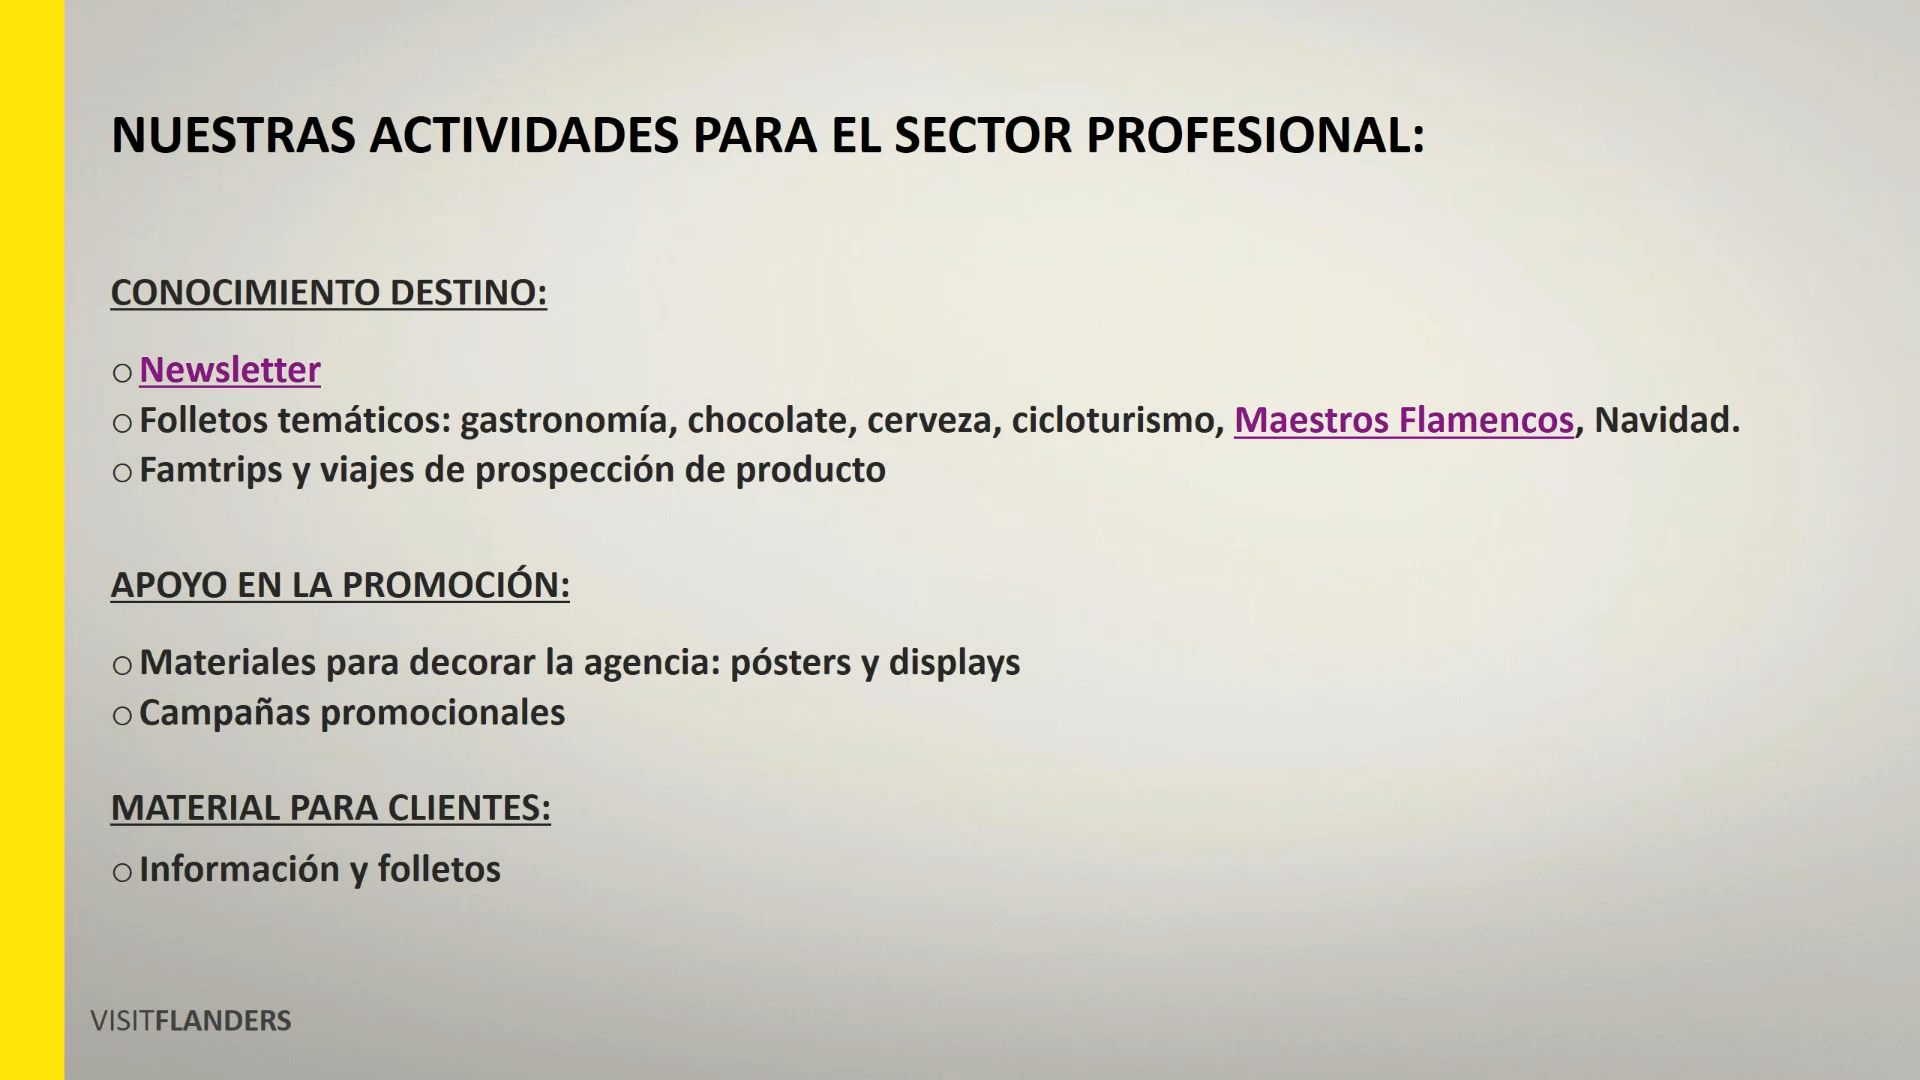 NUESTRAS ACTIVIDADES PARA EL SECTOR PROFESIONAL:
CONOCIMIENTO DESTINO:
○ Newsletter
○ Folletos temáticos: gastronomía, chocolate, cerveza, cicloturismo, Maestros Flamencos, Navidad.
○ Famtrips y viajes de prospección de producto
APOYO EN LA PROMOCIÓN:
○ Materiales para decorar la agencia: pósters y displays
○ Campañas promocionales
MATERIAL PARA CLIENTES:
○ Información y folletos
VISITFLANDERS